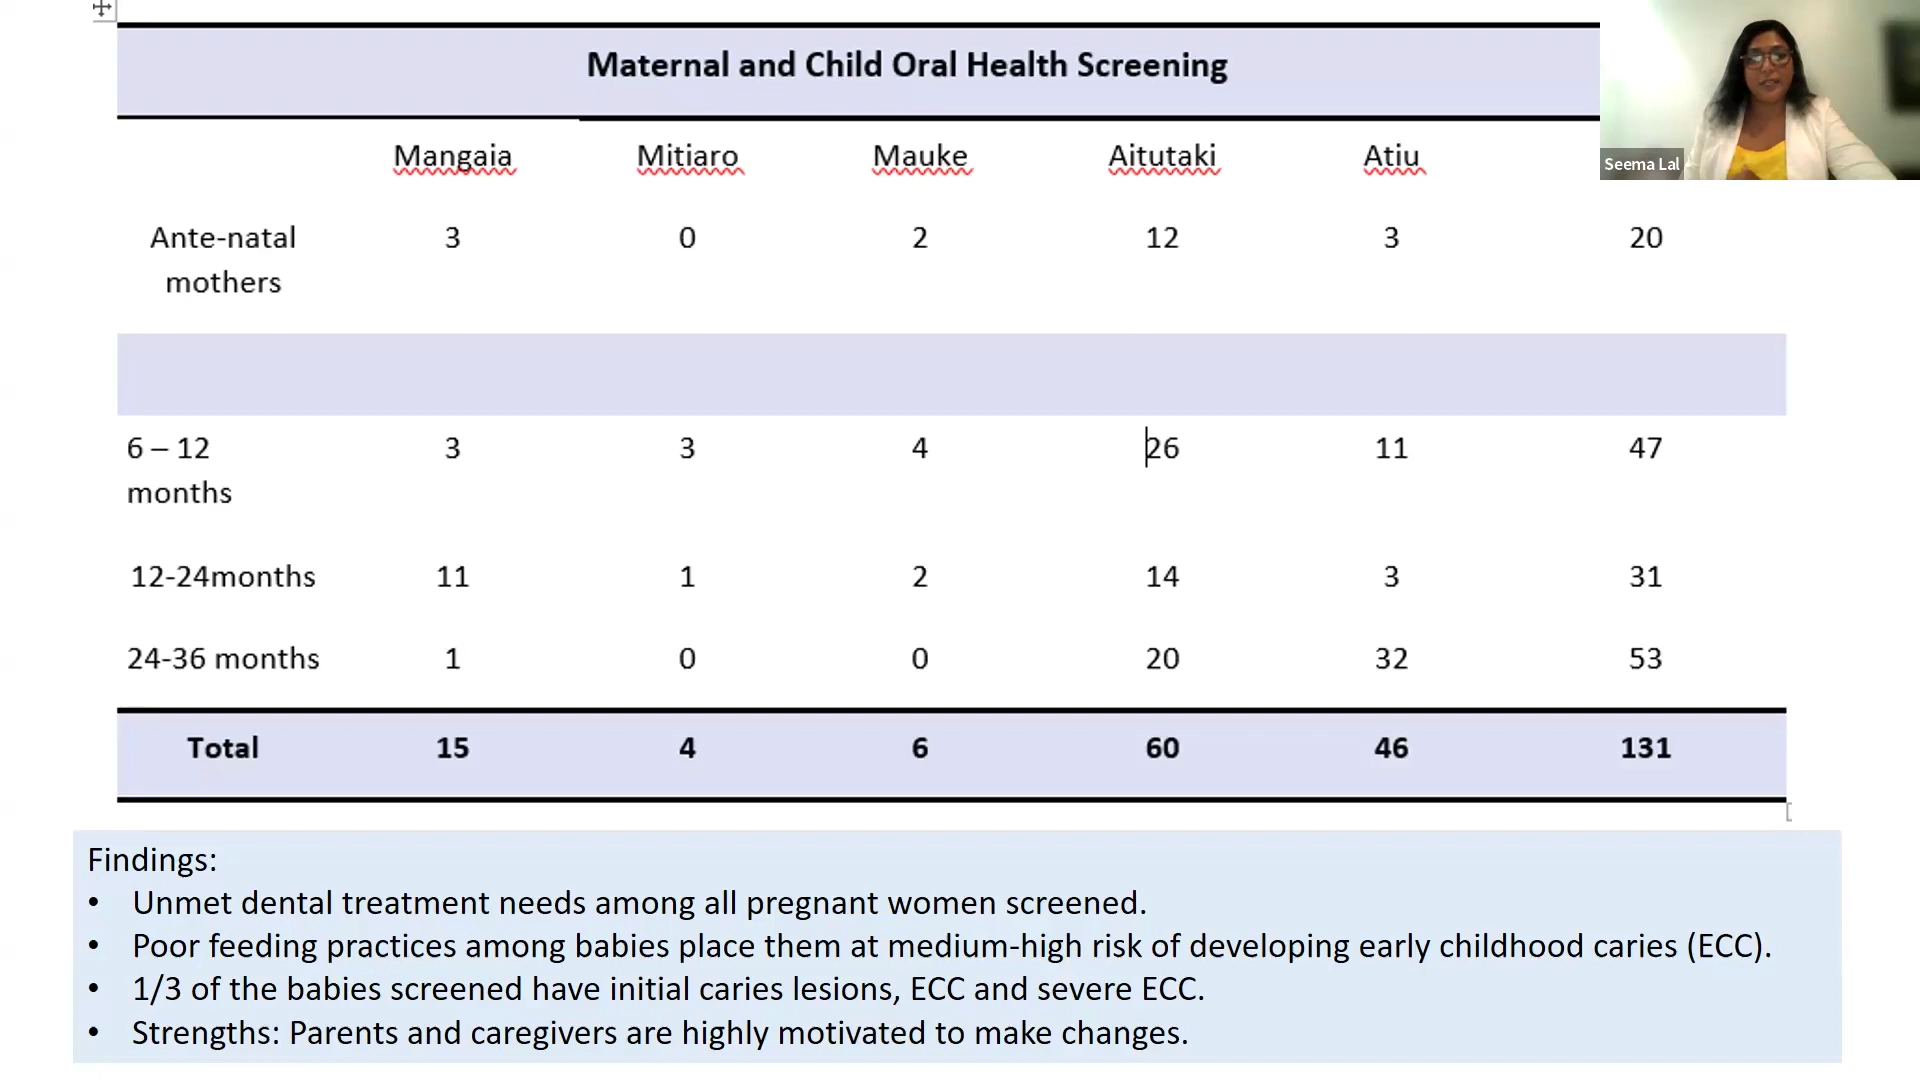 Maternal and Child Oral Health Screening
Seema Lal
Mangaia Mitiaro Mauke Aitutaki Atiu
Ante-natal mothers 3 0 2 12 3 20
6 – 12 months 3 3 4 26 11 47
12-24months 11 1 2 14 3 31
24-36 months 1 0 0 20 32 53
Total 15 4 6 60 46 131
Findings:
• Unmet dental treatment needs among all pregnant women screened.
• Poor feeding practices among babies place them at medium-high risk of developing early childhood caries (ECC).
• 1/3 of the babies screened have initial caries lesions, ECC and severe ECC.
• Strengths: Parents and caregivers are highly motivated to make changes.